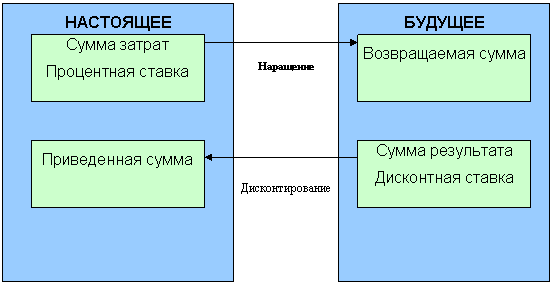 НАСТОЯЩЕЕ
БУДУЩЕЕ
Сумма затрат
Процентная ставка
Наращение
Возвращаемая сумма
Приведенная сумма
Дисконтирование
Сумма результата
Дисконтная ставка